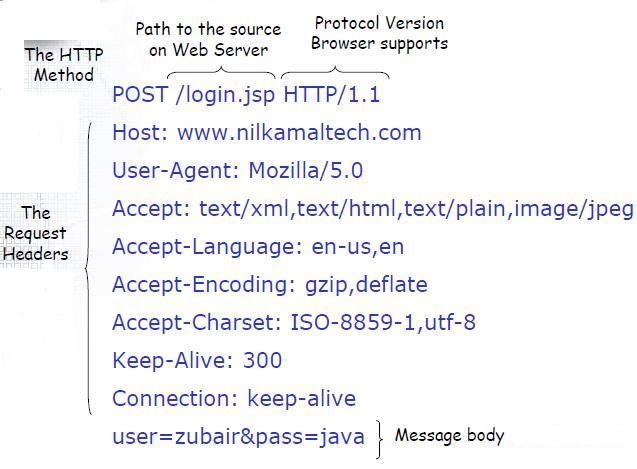 Path to the source
on Web Server
Protocol Version
Browser supports
The HTTP
Method
POST /login.jsp HTTP/1.1
Host: www.nilkamaltech.com
User-Agent: Mozilla/5.0
Accept: text/xml,text/html,text/plain,image/jpeg
Accept-Language: en-us,en
Accept-Encoding: gzip,deflate
Accept-Charset: ISO-8859-1,utf-8
Keep-Alive: 300
Connection: keep-alive
The
Request
Headers
user=zubair&pass=java
Message body